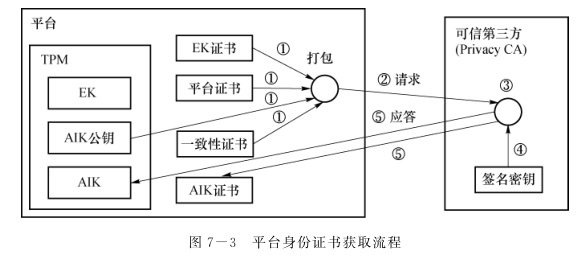 平台
TPM
EK
AIK公钥
AIK
EK证书
平台证书
一致性证书
AIK证书
①
①
①
①
打包
② 请求
⑤ 应答
⑤
可信第三方
(Privacy CA)
③
④
签名密钥
图 7-3 平台身份证书获取流程